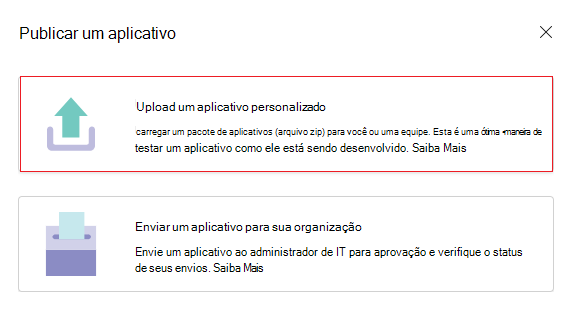 Publicar um aplicativo
Upload um aplicativo personalizado
carregar um pacote de aplicativos (arquivo zip) para você ou uma equipe. Esta é uma ótima maneira de
testar um aplicativo como ele está sendo desenvolvido. Saiba Mais
Enviar um aplicativo para sua organização
Envie um aplicativo ao administrador de IT para aprovação e verifique o status
de seus envios. Saiba Mais